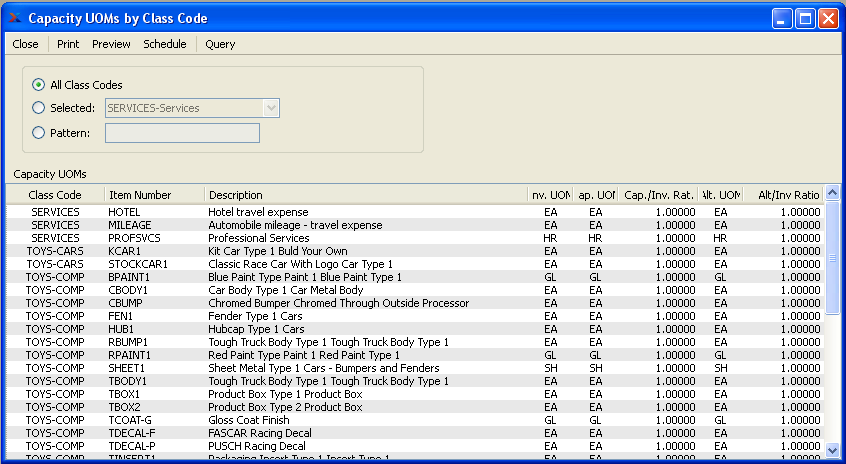 Capacity UOMs by Class Code
Close Print Preview Schedule Query
All Class Codes
Selected: SERVICES-Services
Pattern:
Capacity UOMs
Class Code Item Number Description nv. UOM ap. UOM Cap./Inv. Rat. Alt. UOM Alt/Inv Ratio
SERVICES HOTEL Hotel travel expense EA EA 1.00000 EA 1.00000
SERVICES MILEAGE Automobile mileage - travel expense EA EA 1.00000 EA 1.00000
SERVICES PROFSVCS Professional Services HR HR 1.00000 HR 1.00000
TOYS-CARS KCAR1 Kit Car Type 1 Buld Your Own EA EA 1.00000 EA 1.00000
TOYS-CARS STOCKCAR1 Classic Race Car With Logo Car Type 1 EA EA 1.00000 EA 1.00000
TOYS-COMP BPAINT1 Blue Paint Type Paint 1 Blue Paint Type 1 GL GL 1.00000 GL 1.00000
TOYS-COMP CBODY1 Car Body Type 1 Car Metal Body EA EA 1.00000 EA 1.00000
TOYS-COMP CBUMP Chromed Bumper Chromed Through Outside Processor EA EA 1.00000 EA 1.00000
TOYS-COMP FEN1 Fender Type 1 Cars EA EA 1.00000 EA 1.00000
TOYS-COMP HUB1 Hubcap Type 1 Cars EA EA 1.00000 EA 1.00000
TOYS-COMP RBUMP1 Tough Truck Body Type 1 Tough Truck Body Type 1 EA EA 1.00000 EA 1.00000
TOYS-COMP RPAINT1 Red Paint Type Paint 1 Red Paint Type 1 GL GL 1.00000 GL 1.00000
TOYS-COMP SHEET1 Sheet Metal Type 1 Cars - Bumpers and Fenders SH SH 1.00000 SH 1.00000
TOYS-COMP TBODY1 Tough Truck Body Type 1 Tough Truck Body Type 1 EA EA 1.00000 EA 1.00000
TOYS-COMP TBOX1 Product Box Type 1 Product Box EA EA 1.00000 EA 1.00000
TOYS-COMP TBOX2 Product Box Type 2 Product Box EA EA 1.00000 EA 1.00000
TOYS-COMP TCOAT-G Gloss Coat Finish GL GL 1.00000 GL 1.00000
TOYS-COMP TDECAL-F FASCAR Racing Decal EA EA 1.00000 EA 1.00000
TOYS-COMP TDECAL-P PUSCH Racing Decal EA EA 1.00000 EA 1.00000
TOYS-COMP TINSERT1 Packaging Insert Type 1 Insert Type 1 EA EA 1.00000 EA 1.00000